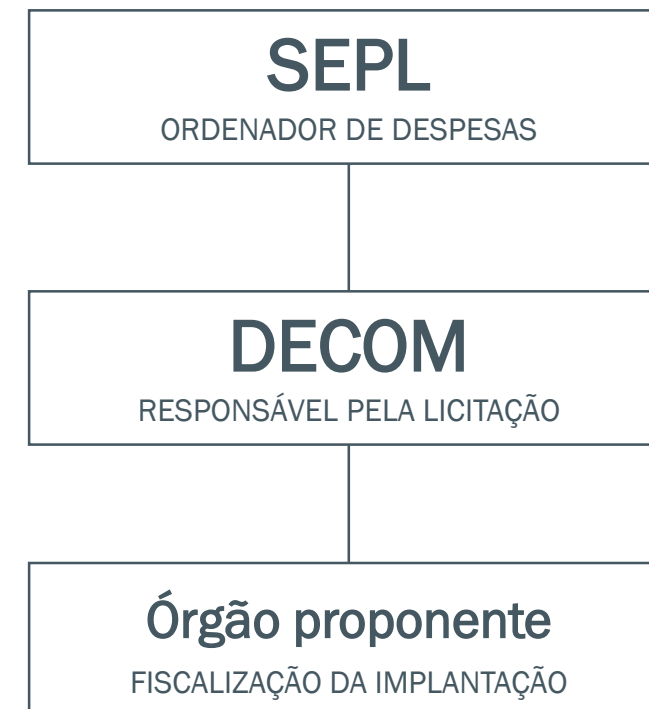 SEPL
ORDENADOR DE DESPESAS
DECOM
RESPONSÁVEL PELA LICITAÇÃO
Órgão proponente
FISCALIZAÇÃO DA IMPLANTAÇÃO